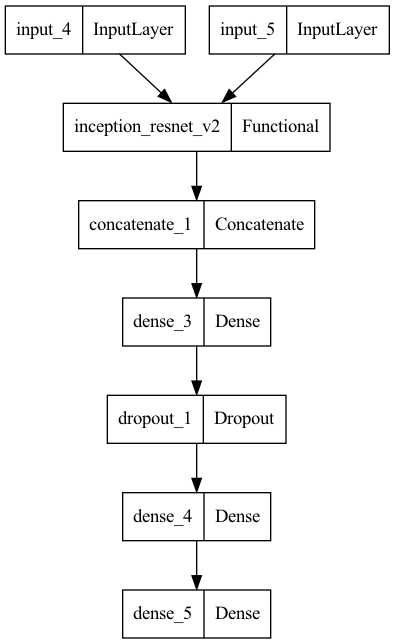 input_4 InputLayer input_5 InputLayer
inception_resnet_v2 Functional
concatenate_1 Concatenate
dense_3 Dense
dropout_1 Dropout
dense_4 Dense
dense_5 Dense